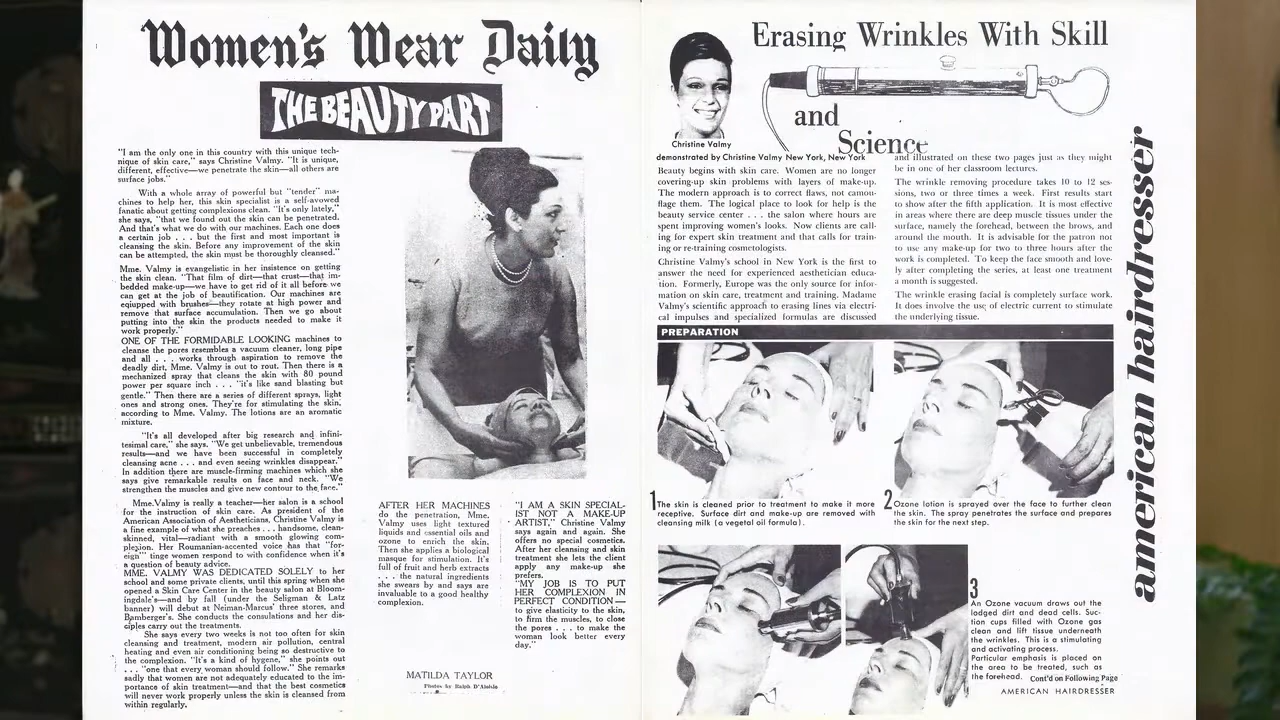 Women's Wear Daily
THE BEAUTY PART
"I am the only one in this country with this unique tech-
nique of skin care," says Christine Valmy. "It is unique,
different, effective—we penetrate the skin—all others are
surface jobs."
With a whole array of powerful but "tender" ma-
chines to help her, this skin specialist is a self-avowed
fanatic about getting complexions clean. "It's only lately,"
she says, "that we found out the skin can be penetrated.
And that's what we do with our machines. Each one does
a certain job . . . but the first and most important is
cleansing the skin. Before any improvement of the skin
can be attempted, the skin must be thoroughly cleansed."
Mme. Valmy is evangelistic in her insistence on getting
the skin clean. "That film of dirt—that crust—that im-
bedded make-up—we have to get rid of it all before we
can get at the job of beautification. Our machines are
equipped with brushes—they rotate at high power and
remove that surface accumulation. Then we go about
putting into the skin the products needed to make it
work properly."
ONE OF THE FORMIDABLE LOOKING machines to
cleanse the pores resembles a vacuum cleaner, long pipe
and all . . . works through aspiration to remove the
deadly dirt, Mme. Valmy is out to rout. Then there is a
mechanized spray that cleans the skin with 80 pound
power per square inch . . . "it's like sand blasting but
gentle." Then there are a series of different sprays, light
ones and strong ones. They're for stimulating the skin,
according to Mme. Valmy. The lotions are an aromatic
mixture.
"It's all developed after big research and infini-
tesimal care," she says. "We get unbelievable, tremendous
results—and we have been successful in completely
cleansing acne . . . and even seeing wrinkles disappear."
In addition there are muscle-firming machines which she
says give remarkable results on face and neck. "We
strengthen the muscles and give new contour to the face."
Mme.Valmy is really a teacher—her salon is a school
for the instruction of skin care. As president of the
American Association of Aestheticians, Christine Valmy is
a fine example of what she preaches . . . handsome, clean-
skinned, vital—radiant with a smooth glowing com-
plexion. Her Roumanian-accented voice has that "for-
eign" tinge women respond to with confidence when it's
a question of beauty advice.
MME. VALMY WAS DEDICATED SOLELY to her
school and some private clients, until this spring when she
opened a Skin Care Center in the beauty salon at Bloom-
ingdale's—and by fall (under the Seligman & Latz
banner) will debut at Neiman-Marcus' three stores, and
Bamberger's. She conducts the consulations and her dis-
ciples carry out the treatments.
She says every two weeks is not too often for skin
cleansing and treatment, modern air pollution, central
heating and even air conditioning being so destructive to
the complexion. "It's a kind of hygene," she points out
. . . "one that every woman should follow." She remarks
sadly that women are not adequately educated to the im-
portance of skin treatment—and that the best cosmetics
will never work properly unless the skin is cleansed from
within regularly.
AFTER HER MACHINES
do the penetration, Mme.
Valmy uses light textured
liquids and essential oils and
ozone to enrich the skin.
Then she applies a biological
masque for stimulation. It's
full of fruit and herb extracts
. . . the natural ingredients
she swears by and says are
invaluable to a good healthy
complexion.
"I AM A SKIN SPECIAL-
IST NOT A MAKE-UP
ARTIST," Christine Valmy
says again and again. She
offers no special cosmetics.
After her cleansing and skin
treatment she lets the client
apply any make-up she
prefers.
"MY JOB IS TO PUT
HER COMPLEXION IN
PERFECT CONDITION—
to give elasticity to the skin,
to firm the muscles, to close
the pores . . . to make the
woman look better every
day."
MATILDA TAYLOR
Photos by Ralph D'Aloisio
Erasing Wrinkles With Skill
and
Science
Christine Valmy
demonstrated by Christine Valmy New York, New York
Beauty begins with skin care. Women are no longer
covering-up skin problems with layers of make-up.
The modern approach is to correct flaws, not camou-
flage them. The logical place to look for help is the
beauty service center . . . the salon where hours are
spent improving women's looks. Now clients are call-
ing for expert skin treatment and that calls for train-
ing or re-training cosmetologists.
Christine Valmy's school in New York is the first to
answer the need for experienced aesthetician educa-
tion. Formerly, Europe was the only source for infor-
mation on skin care, treatment and training. Madame
Valmy's scientific approach to erasing lines via electri-
cal impulses and specialized formulas are discussed
and illustrated on these two pages just as they might
be in one of her classroom lectures.
The wrinkle removing procedure takes 10 to 12 ses-
sions, two or three times a week. First results start
to show after the fifth application. It is most effective
in areas where there are deep muscle tissues under the
surface, namely the forehead, between the brows, and
around the mouth. It is advisable for the patron not
to use any make-up for two to three hours after the
work is completed. To keep the face smooth and love-
ly after completing the series, at least one treatment
a month is suggested.
The wrinkle erasing facial is completely surface work.
It does involve the use of electric current to stimulate
the underlying tissue.
PREPARATION
1 The skin is cleaned prior to treatment to make it more
receptive. Surface dirt and make-up are removed with
cleansing milk (a vegetal oil formula).
2 Ozone lotion is sprayed over the face to further clean
the skin. The spray penetrates the surface and prepares
the skin for the next step.
3
An Ozone vacuum draws out the
lodged dirt and dead cells. Suc-
tion cups filled with Ozone gas
clean and lift tissue underneath
the wrinkles. This is a stimulating
and activating process.
Particular emphasis is placed on
the area to be treated, such as
the forehead. Cont'd on Following Page
AMERICAN HAIRDRESSER
american hairdresser